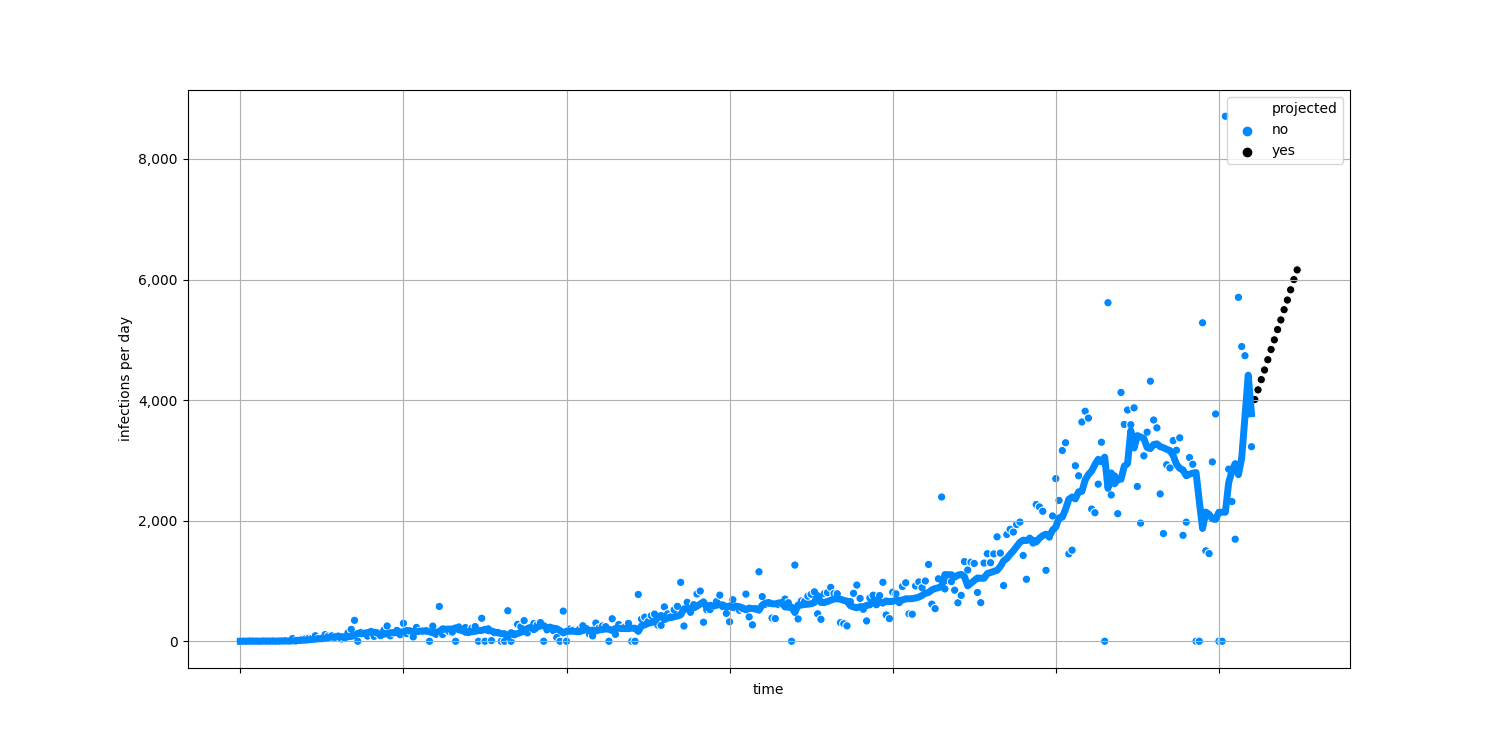 projected
no
yes
8,000
6,000
4,000
2,000
0
infections per day
time